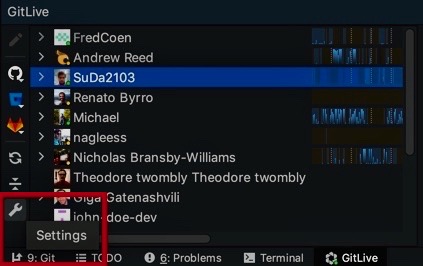 GitLive
FredCoen
Andrew Reed
SuDa2103
Renato Byrro
Michael
nagleess
Nicholas Bransby-Williams
Theodore twombly Theodore twombly
Giga Gatenashvili
john-doe-dev
Settings
9: Git TODO 6: Problems Terminal GitLive